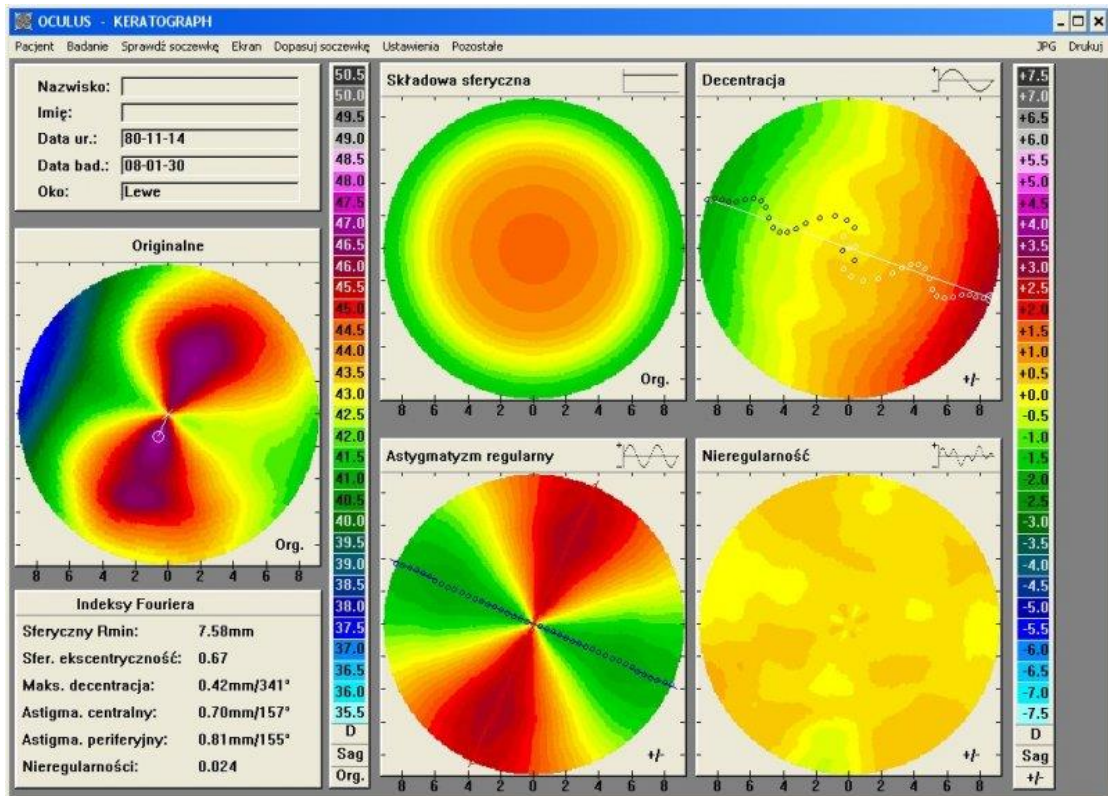 OCULUS - KERATOGRAPH
Pacjent Badanie Sprawdź soczewkę Ekran Dopasuj soczewkę Ustawienia Pozostałe JPG Drukuj
Nazwisko:
Imię:
Data ur.: 80-11-14
Data bad.: 08-01-30
Oko: Lewe
Originalne
Org.
8 6 4 2 0 2 4 6 8
Indeksy Fouriera
Sferyczny Rmin: 7.58mm
Sfer. ekscentryczność: 0.67
Maks. decentracja: 0.42mm/341°
Astigma. centralny: 0.70mm/157°
Astigma. periferyjny: 0.81mm/155°
Nieregularności: 0.024
50.5
50.0
49.5
49.0
48.5
48.0
47.5
47.0
46.5
46.0
45.5
45.0
44.5
44.0
43.5
43.0
42.5
42.0
41.5
41.0
40.5
40.0
39.5
39.0
38.5
38.0
37.5
37.0
36.5
36.0
35.5
D
Sag
Org.
Składowa sferyczna
Org.
8 6 4 2 0 2 4 6 8
Decentracja
+/-
8 6 4 2 0 2 4 6 8
Astygmatyzm regularny
+/-
8 6 4 2 0 2 4 6 8
Nieregularność
+/-
8 6 4 2 0 2 4 6 8
+7.5
+7.0
+6.5
+6.0
+5.5
+5.0
+4.5
+4.0
+3.5
+3.0
+2.5
+2.0
+1.5
+1.0
+0.5
+0.0
-0.5
-1.0
-1.5
-2.0
-2.5
-3.0
-3.5
-4.0
-4.5
-5.0
-5.5
-6.0
-6.5
-7.0
-7.5
D
Sag
+/-